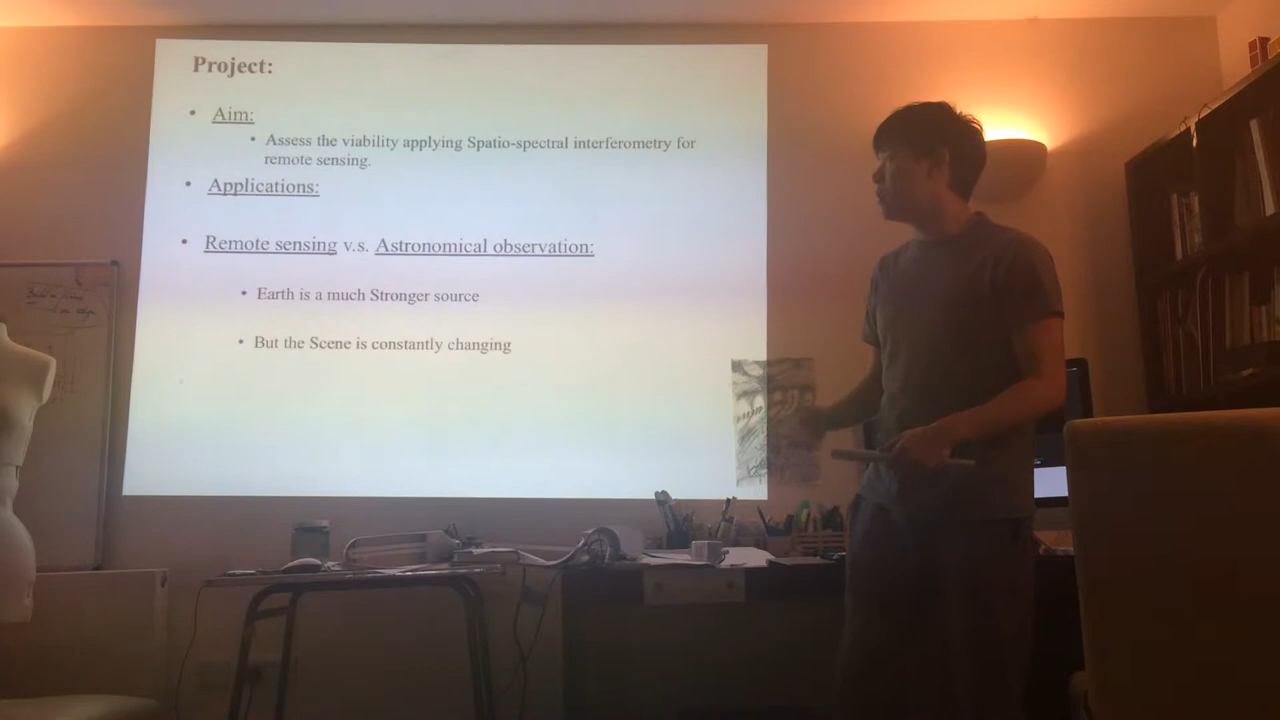 Project:
• Aim:
• Assess the viability applying Spatio-spectral interferometry for
remote sensing.
• Applications:
• Remote sensing v.s. Astronomical observation:
• Earth is a much Stronger source
• But the Scene is constantly changing